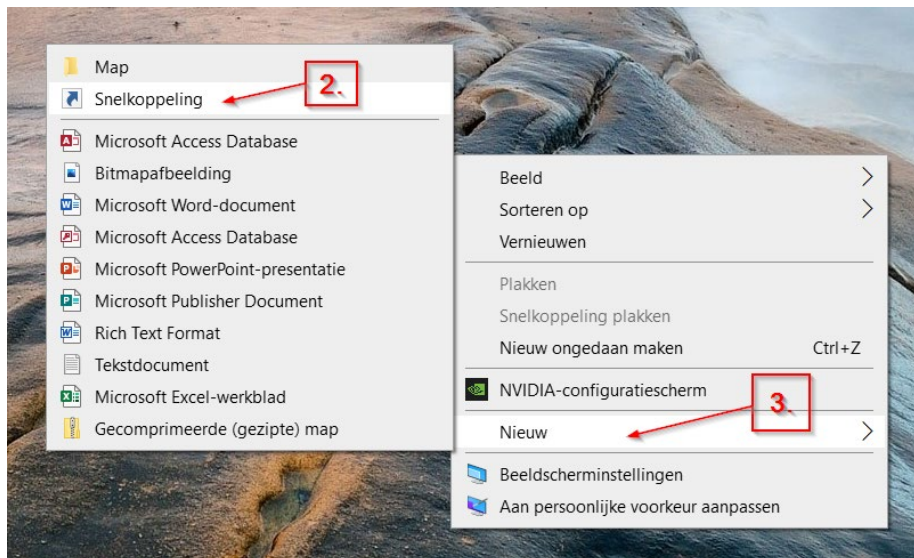 Map
2.
Snelkoppeling
Microsoft Access Database
Bitmapafbeelding
Microsoft Word-document
Microsoft Access Database
Microsoft PowerPoint-presentatie
Microsoft Publisher Document
Rich Text Format
Tekstdocument
Microsoft Excel-werkblad
Gecomprimeerde (gezipte) map
Beeld
Sorteren op
Vernieuwen
Plakken
Snelkoppeling plakken
Nieuw ongedaan maken Ctrl+Z
NVIDIA-configuratiescherm
3.
Nieuw
Beeldscherminstellingen
Aan persoonlijke voorkeur aanpassen